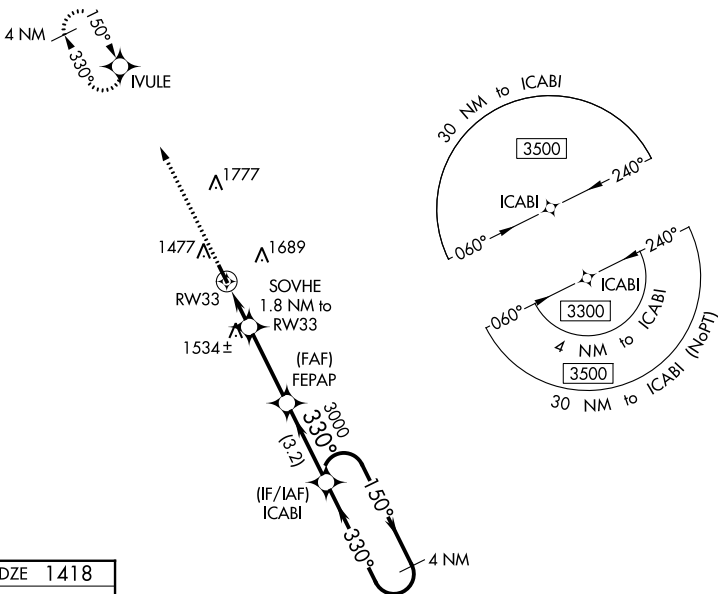 150°
4 NM
330°
IVULE
30 NM to ICABI
3500
240°
ICABI
060°
1777
1477
1689
RW33
SOVHE
1.8 NM to
RW33
1534±
240°
060°
ICABI
3300
4 NM to ICABI
3500
30 NM to ICABI (NoPT)
(FAF)
FEPAP
3000
330°
(3.2)
(IF/IAF)
ICABI
150°
330°
4 NM
DZE 1418